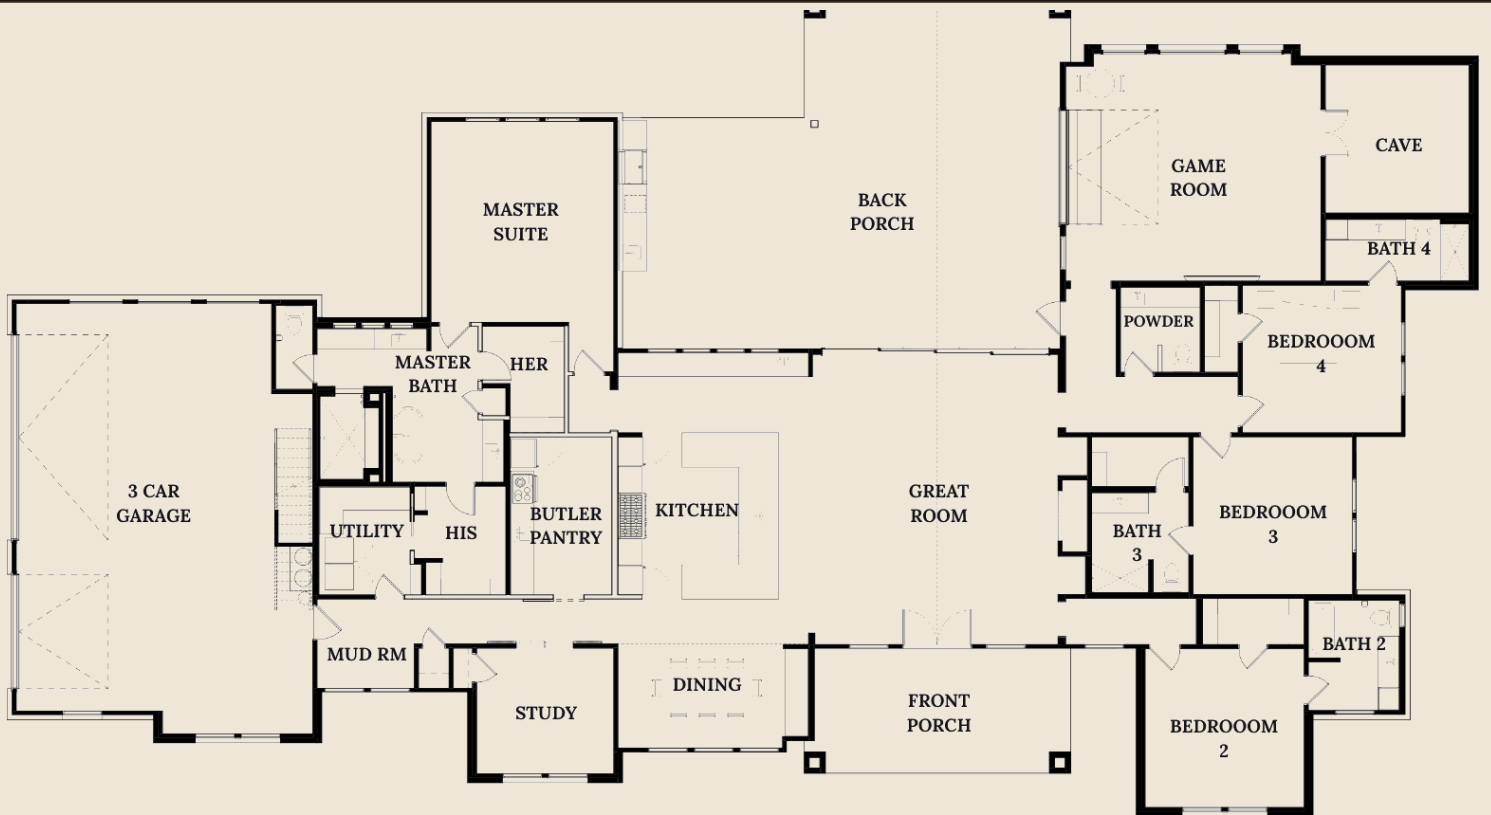 CAVE
GAME
ROOM
BACK
PORCH
MASTER
SUITE
BATH 4
POWDER
BEDROOOM
4
MASTER
BATH
HER
3 CAR
GARAGE
UTILITY
HIS
BUTLER
PANTRY
KITCHEN
GREAT
ROOM
BATH
3
BEDROOOM
3
MUD RM
STUDY
DINING
FRONT
PORCH
BATH 2
BEDROOOM
2